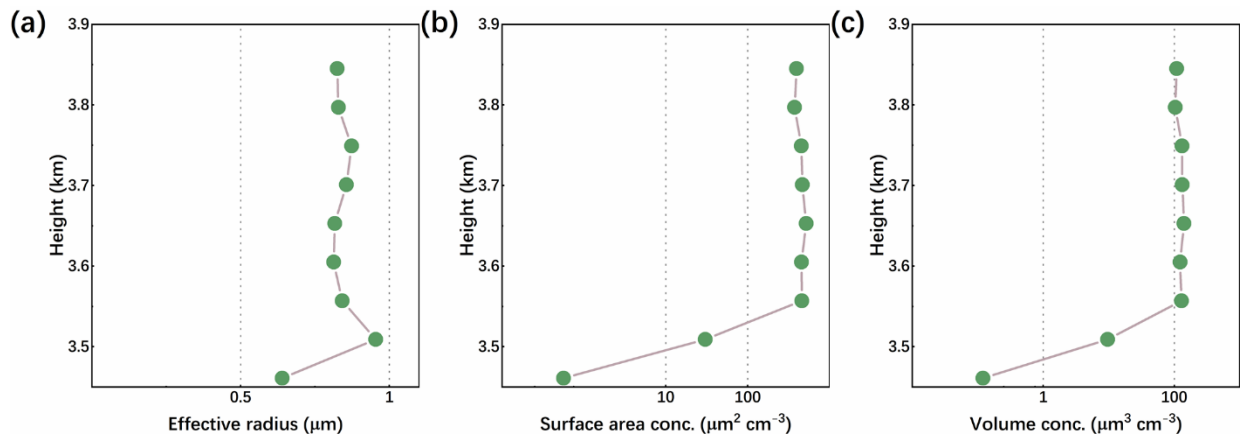 (a)
3.9
3.8
3.7
3.6
3.5
Height (km)
0.5 1
Effective radius (μm)
(b)
3.9
3.8
3.7
3.6
3.5
Height (km)
10 100
Surface area conc. (μm² cm⁻³)
(c)
3.9
3.8
3.7
3.6
3.5
Height (km)
1 100
Volume conc. (μm³ cm⁻³)